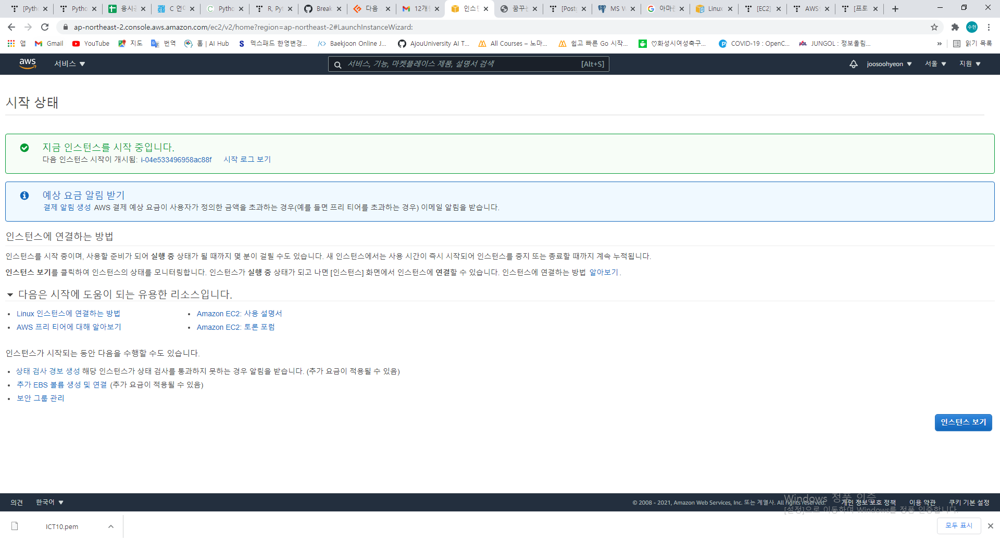 [Pyth
Pytho
응시공
C 언어
Pytho
R, Py
Break
다음
12개월
인스턴
꿈꾸는
[Post
MS W
아마존
Linux
[EC2]
AWS
[프로
ap-northeast-2.console.aws.amazon.com/ec2/v2/home?region=ap-northeast-2#LaunchInstanceWizard:
수현
앱
Gmail
YouTube
지도
번역
홈 | AI Hub
덱스패드 한영변경...
Baekjoon Online J...
AjouUniversity AI T...
All Courses – 노마...
쉽고 빠른 Go 시작...
♡화성시여성축구...
COVID-19 : OpenC...
JUNGOL : 정보올림...
»
읽기 목록
aws
서비스
서비스, 기능, 마켓플레이스 제품, 설명서 검색
[Alt+S]
joosoohyeon
서울
지원
시작 상태
지금 인스턴스를 시작 중입니다.
다음 인스턴스 시작이 개시됨: i-04e533496958ac88f 시작 로그 보기
예상 요금 알림 받기
결제 알림 생성 AWS 결제 예상 요금이 사용자가 정의한 금액을 초과하는 경우(예를 들면 프리 티어를 초과하는 경우) 이메일 알림을 받습니다.
인스턴스에 연결하는 방법
인스턴스를 시작 중이며, 사용할 준비가 되어 실행 중 상태가 될 때까지 몇 분이 걸릴 수도 있습니다. 새 인스턴스에서는 사용 시간이 즉시 시작되어 인스턴스를 중지 또는 종료할 때까지 계속 누적됩니다.
인스턴스 보기를 클릭하여 인스턴스의 상태를 모니터링합니다. 인스턴스가 실행 중 상태가 되고 나면 [인스턴스] 화면에서 인스턴스에 연결할 수 있습니다. 인스턴스에 연결하는 방법 알아보기.
다음은 시작에 도움이 되는 유용한 리소스입니다.
• Linux 인스턴스에 연결하는 방법
• AWS 프리 티어에 대해 알아보기
• Amazon EC2: 사용 설명서
• Amazon EC2: 토론 포럼
인스턴스가 시작되는 동안 다음을 수행할 수도 있습니다.
• 상태 검사 경보 생성 해당 인스턴스가 상태 검사를 통과하지 못하는 경우 알림을 받습니다. (추가 요금이 적용될 수 있음)
• 추가 EBS 볼륨 생성 및 연결 (추가 요금이 적용될 수 있음)
• 보안 그룹 관리
인스턴스 보기
의견
한국어
© 2008 - 2021, Amazon Web Services, Inc. 또는 계열사. All rights reserved.
개인 정보 보호 정책
이용 약관
쿠키 기본 설정
Windows 정품 인증
[설정]으로 이동하여 Windows를 정품 인증합니다.
ICT10.pem
모두 표시